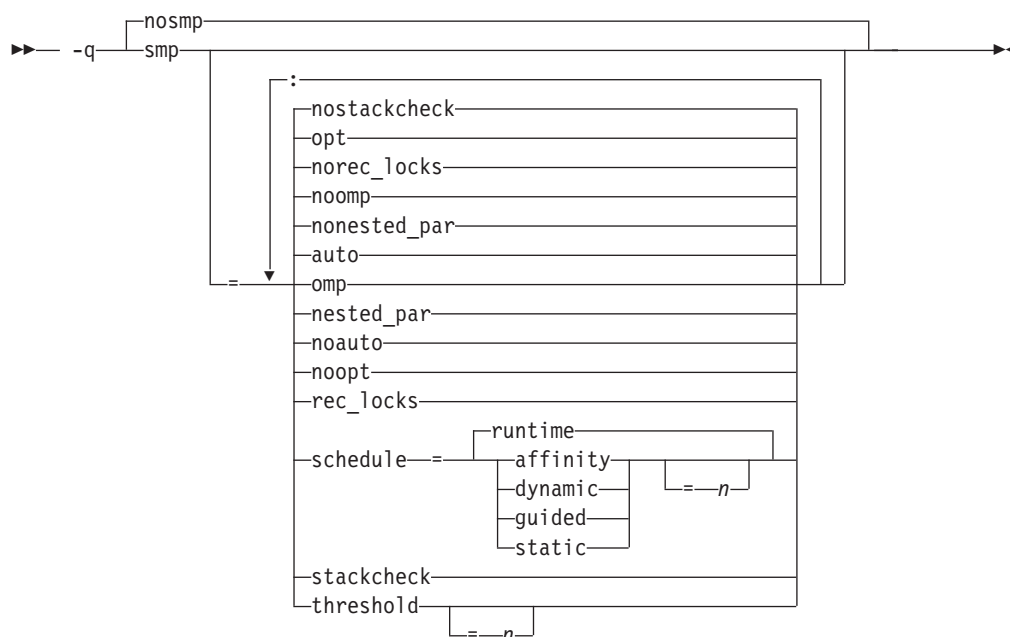 nosmp
-q smp
:
nostackcheck
opt
norec_locks
noomp
nonested_par
auto
= omp
nested_par
noauto
noopt
rec_locks
runtime
schedule = affinity
dynamic = n
guided
static
stackcheck
threshold
= n